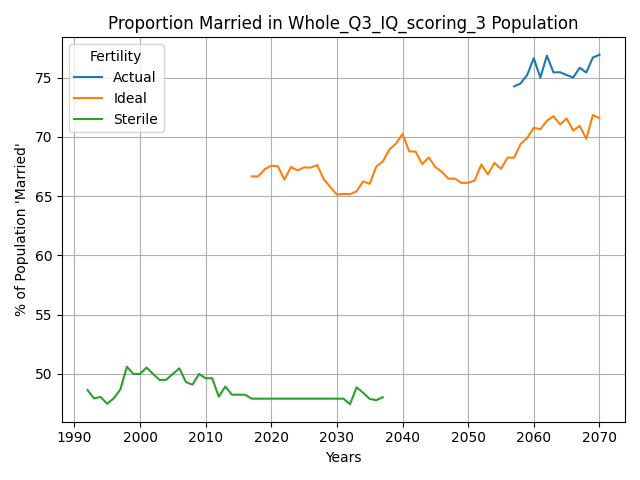 Proportion Married in Whole_Q3_IQ_scoring_3 Population
Fertility
Actual
Ideal
Sterile
% of Population 'Married'
75
70
65
60
55
50
1990 2000 2010 2020 2030 2040 2050 2060 2070
Years